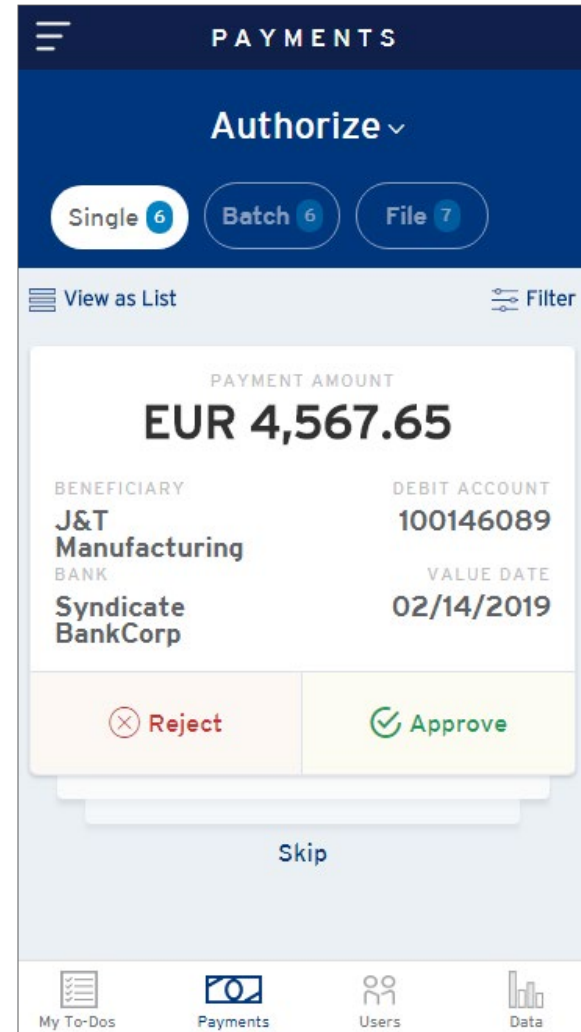 PAYMENTS
Authorize
Single 6 Batch 6 File 7
View as List Filter
PAYMENT AMOUNT
EUR 4,567.65
BENEFICIARY DEBIT ACCOUNT
J&T 100146089
Manufacturing
BANK VALUE DATE
Syndicate 02/14/2019
BankCorp
Reject Approve
Skip
My To-Dos Payments Users Data